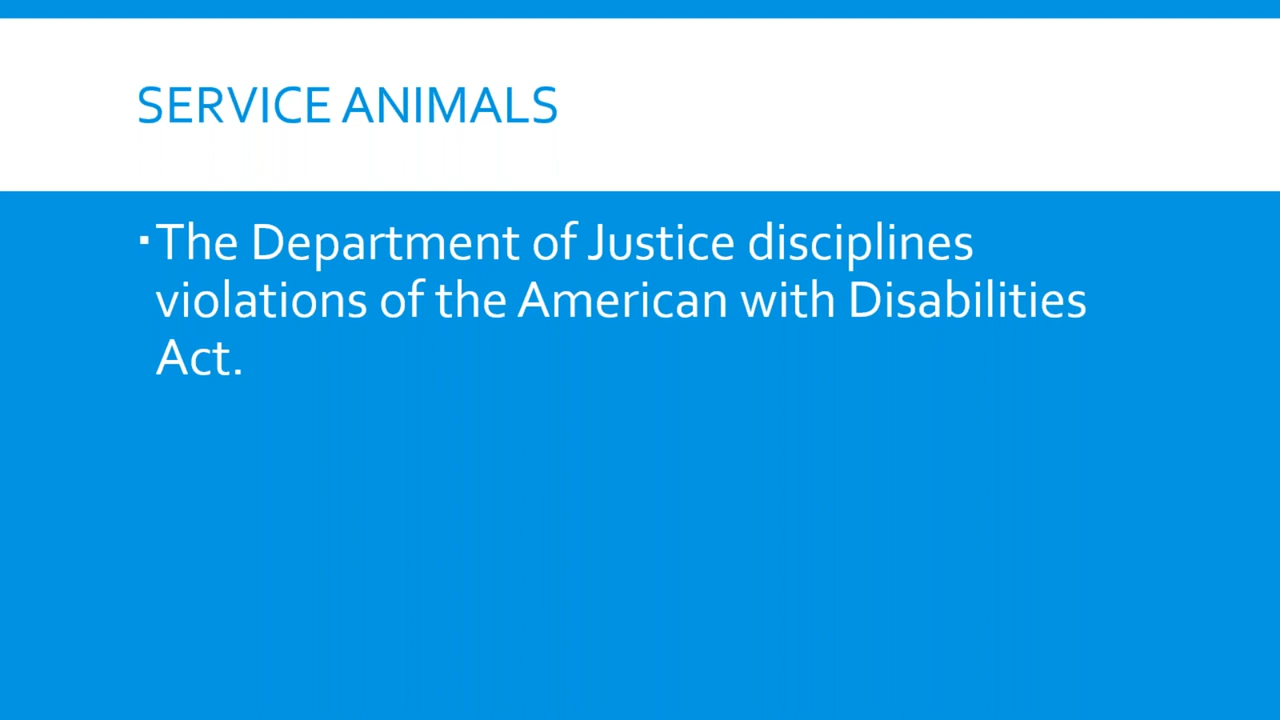 SERVICE ANIMALS
▪The Department of Justice disciplines
violations of the American with Disabilities
Act.